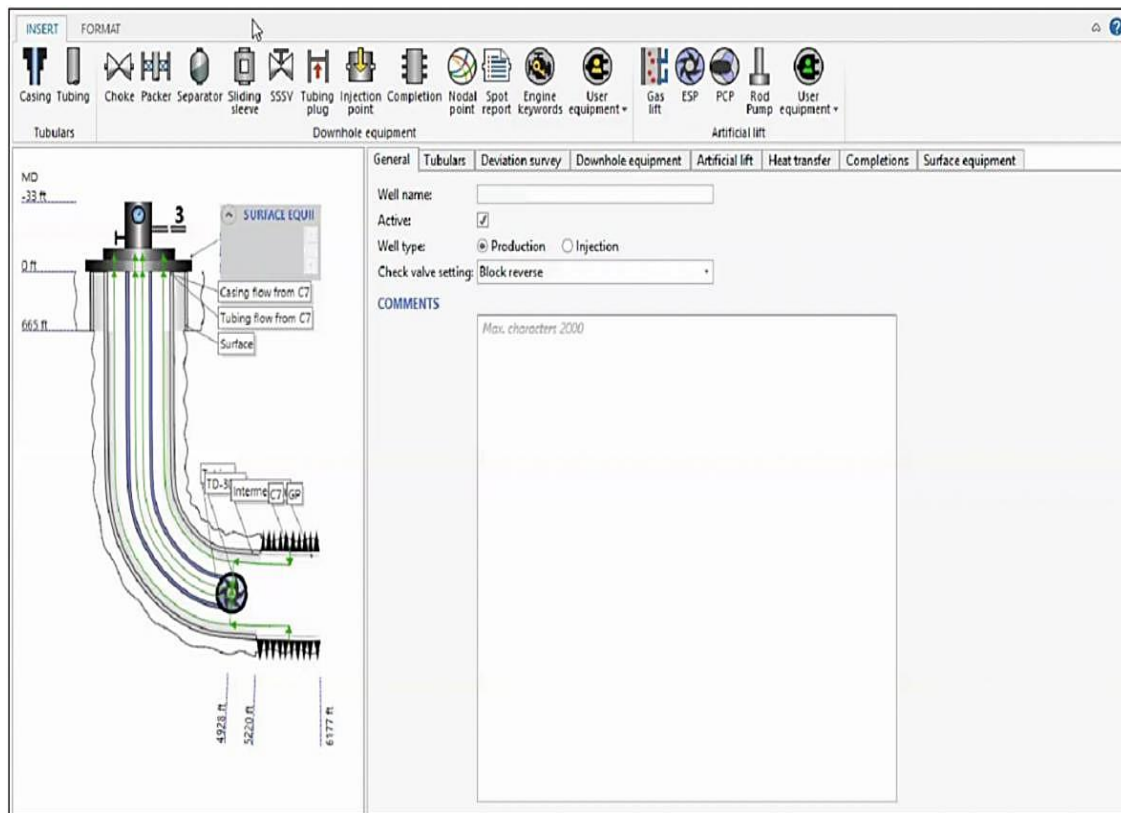 INSERT FORMAT
Casing Tubing Choke Packer Separator Sliding sleeve SSSV Tubing plug Injection point Completion Nodal point Spot report Engine keywords User equipment Gas lift ESP PCP Rod Pump User equipment
Tubulars Downhole equipment Artificial lift
General Tubulars Deviation survey Downhole equipment Artificial lift Heat transfer Completions Surface equipment
MD
-33 ft
3
SURFACE EQUII
0 ft
Casing flow from C7
Tubing flow from C7
665 ft
Surface
TD-3
Interme
C7
GP
4928 ft
5220 ft
6177 ft
Well name:
Active:
Well type: Production Injection
Check valve setting: Block reverse
COMMENTS
Max. characters 2000